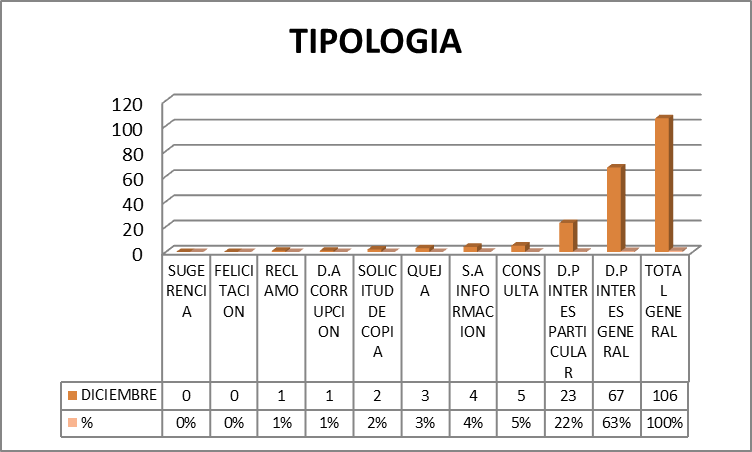 TIPOLOGIA
120
100
80
60
40
20
0
SUGE
RENCIA
FELICI
TACI
ON
RECL
AMO
D.A
CORR
UPCI
ON
SOLIC
ITUD
DE
COPI
A
QUEJ
A
S.A
INFO
RMAC
ION
CONS
ULTA
D.P
INTER
ES
PARTI
CULA
R
D.P
INTER
ES
GENE
RAL
TOTA
L
GENE
RAL
DICIEMBRE 0 0 1 1 2 3 4 5 23 67 106
% 0% 0% 1% 1% 2% 3% 4% 5% 22% 63% 100%